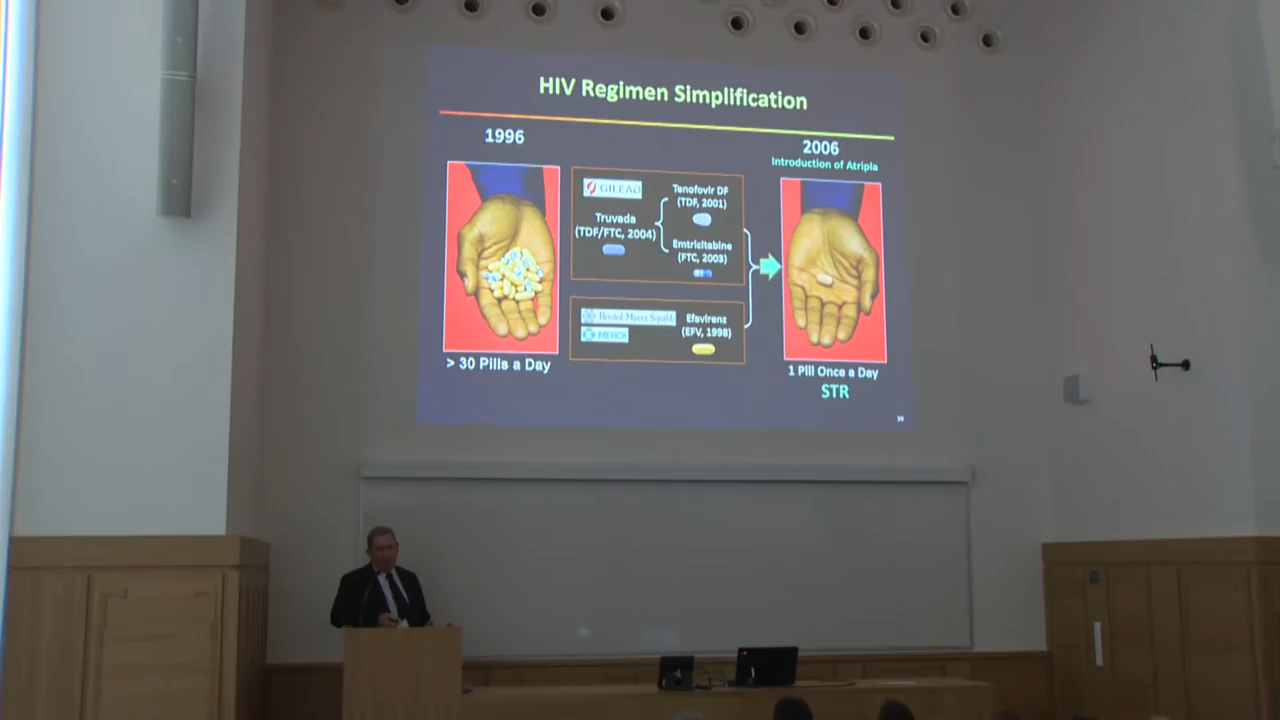 HIV Regimen Simplification
1996
2006
Introduction of Atripla
GILEAD
Tenofovir DF
(TDF, 2001)
Truvada
(TDF/FTC, 2004)
Emtricitabine
(FTC, 2003)
Bristol-Myers Squibb
MERCK
Efavirenz
(EFV, 1998)
> 30 Pills a Day
1 Pill Once a Day
STR